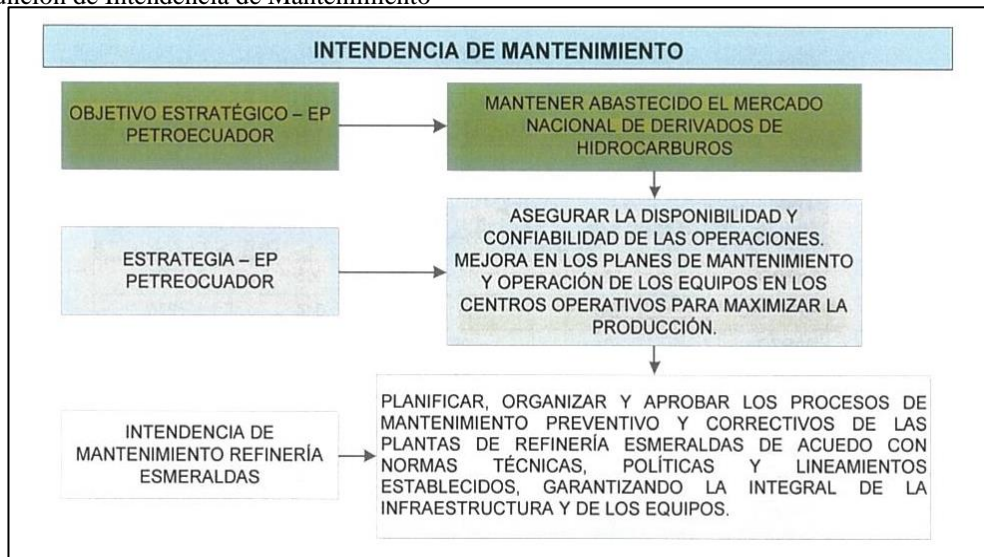 INTENDENCIA DE MANTENIMIENTO
OBJETIVO ESTRATÉGICO – EP
PETROECUADOR
MANTENER ABASTECIDO EL MERCADO
NACIONAL DE DERIVADOS DE
HIDROCARBUROS
ESTRATEGIA – EP
PETREOCUADOR
ASEGURAR LA DISPONIBILIDAD Y
CONFIABILIDAD DE LAS OPERACIONES.
MEJORA EN LOS PLANES DE MANTENIMIENTO
Y OPERACIÓN DE LOS EQUIPOS EN LOS
CENTROS OPERATIVOS PARA MAXIMIZAR LA
PRODUCCIÓN.
INTENDENCIA DE
MANTENIMIENTO REFINERÍA
ESMERALDAS
PLANIFICAR, ORGANIZAR Y APROBAR LOS PROCESOS DE
MANTENIMIENTO PREVENTIVO Y CORRECTIVOS DE LAS
PLANTAS DE REFINERÍA ESMERALDAS DE ACUEDO CON
NORMAS TÉCNICAS, POLÍTICAS Y LINEAMIENTOS
ESTABLECIDOS, GARANTIZANDO LA INTEGRAL DE LA
INFRAESTRUCTURA Y DE LOS EQUIPOS.